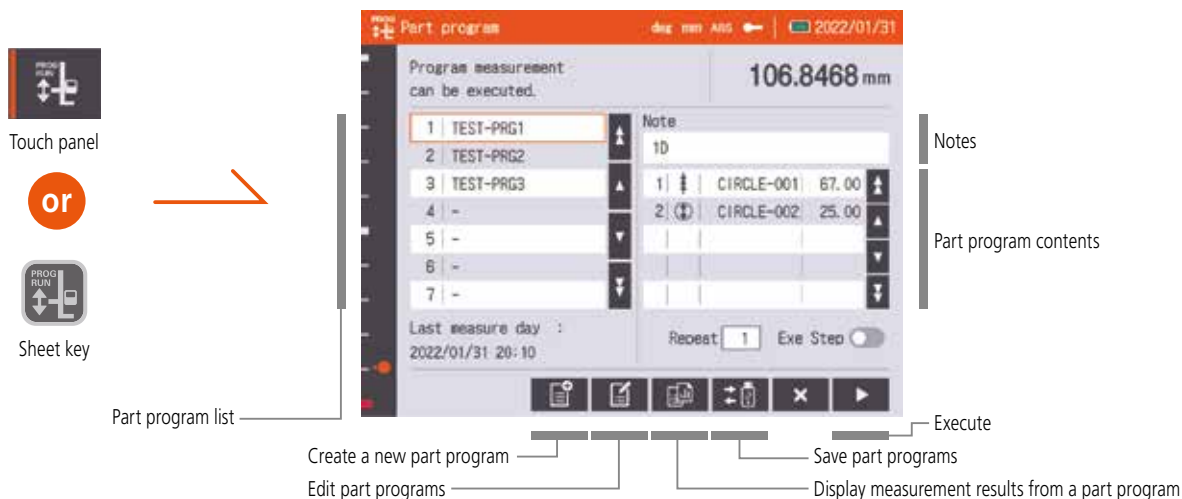 PROG
Part program
deg mm ABS 2022/01/31
Program measurement
can be executed.
106.8468 mm
1 TEST-PRG1
2 TEST-PRG2
3 TEST-PRG3
4 -
5 -
6 -
7 -
Note
1D
1 CIRCLE-001 67.00
2 CIRCLE-002 25.00
Last measure day :
2022/01/31 20:10
Repeat 1 Exe Step
PROG
RUN
Touch panel
or
PROG
RUN
Sheet key
Notes
Part program contents
Part program list
Execute
Create a new part program
Save part programs
Edit part programs
Display measurement results from a part program